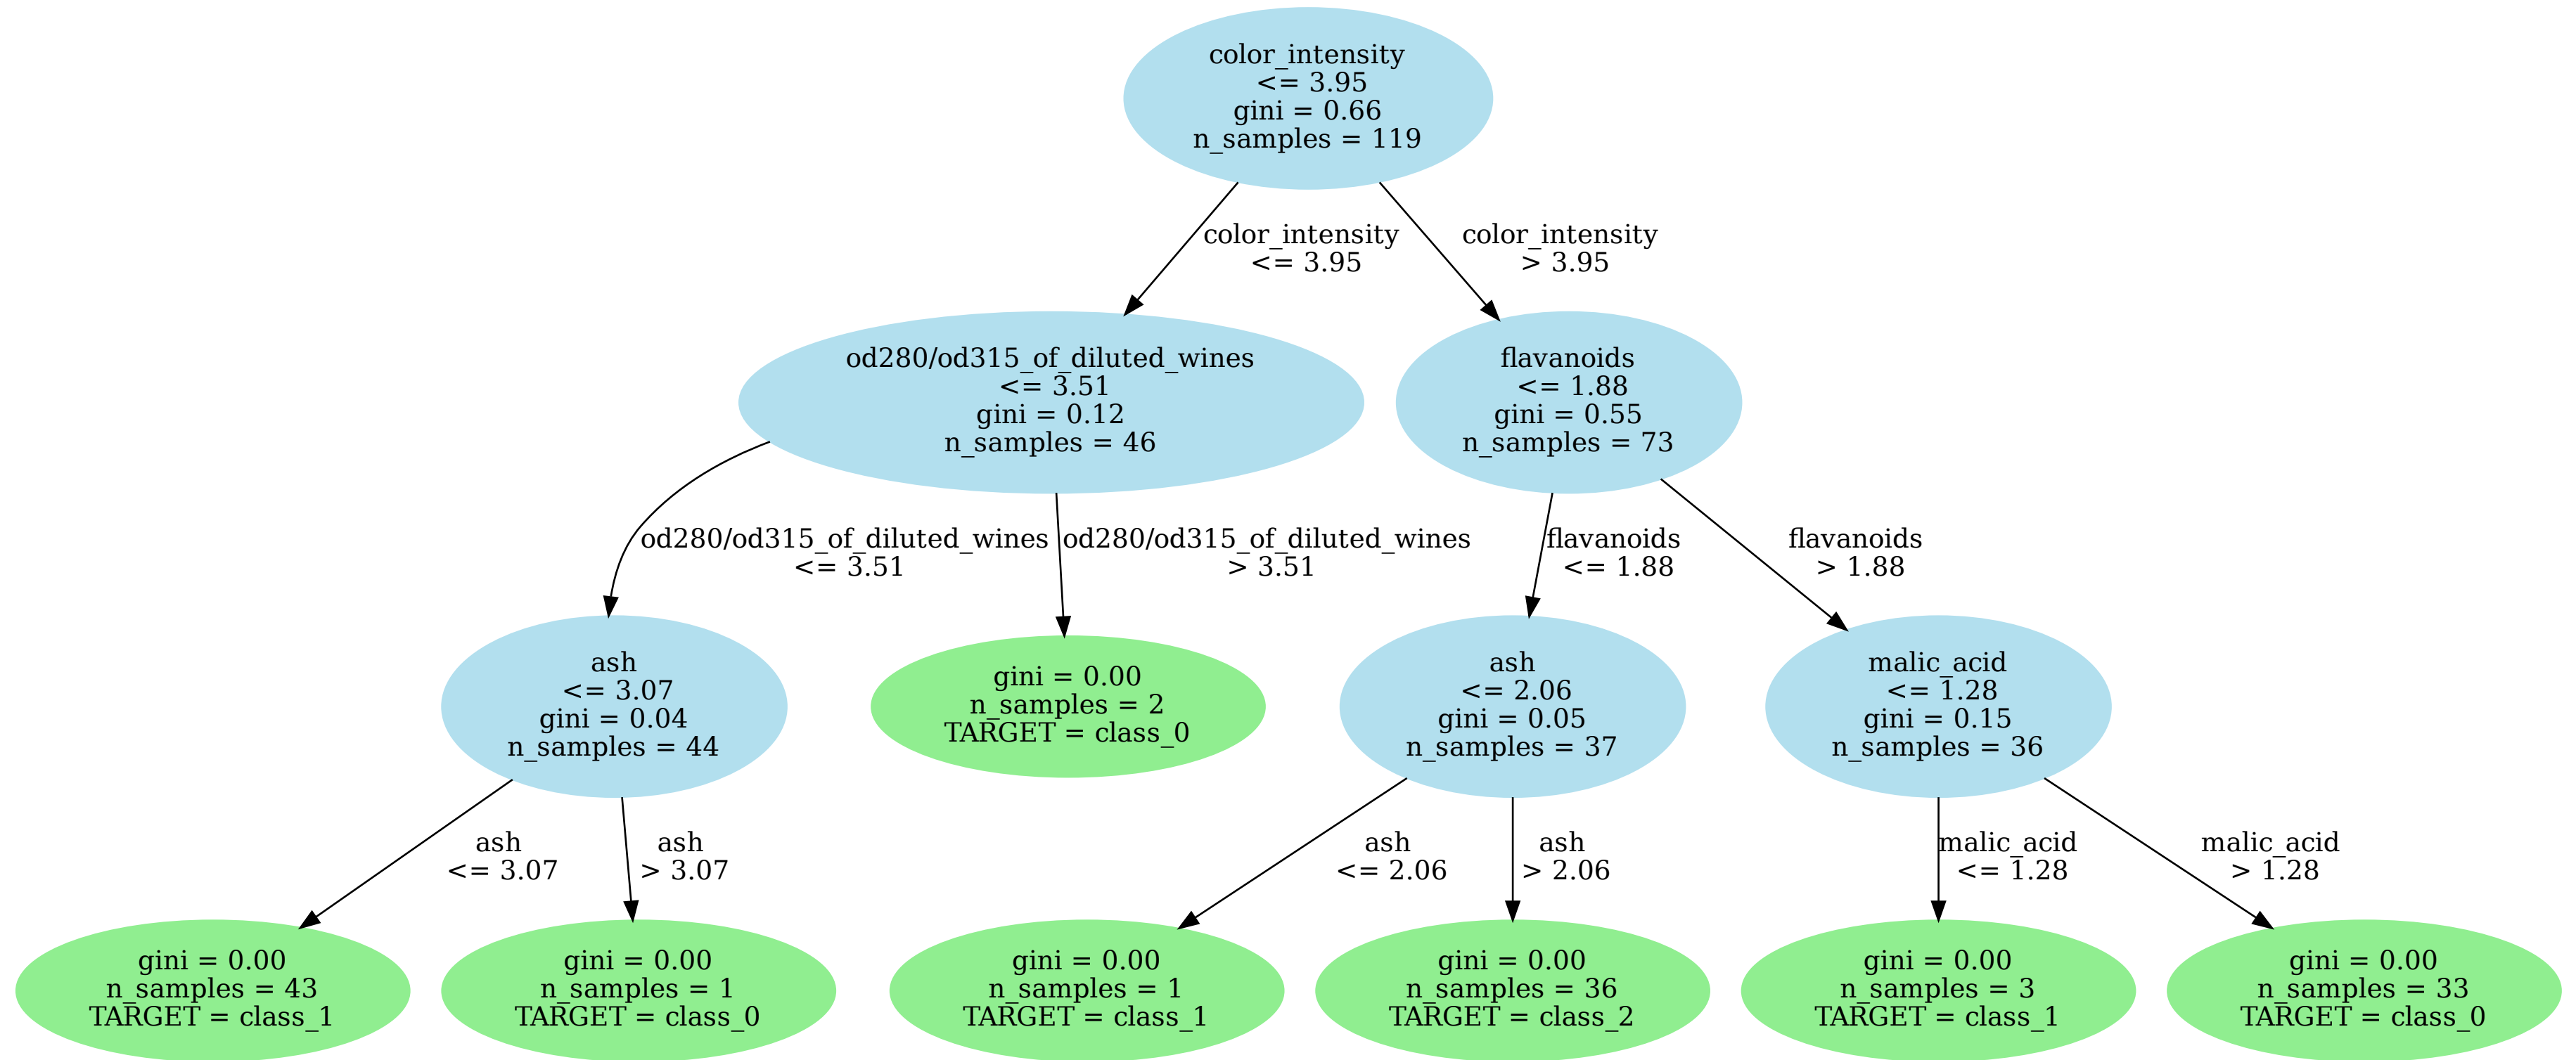 color_intensity
<= 3.95
gini = 0.66
n_samples = 119
color_intensity
<= 3.95
color_intensity
> 3.95
od280/od315_of_diluted_wines
<= 3.51
gini = 0.12
n_samples = 46
flavanoids
<= 1.88
gini = 0.55
n_samples = 73
od280/od315_of_diluted_wines
<= 3.51
od280/od315_of_diluted_wines
> 3.51
flavanoids
<= 1.88
flavanoids
> 1.88
ash
<= 3.07
gini = 0.04
n_samples = 44
gini = 0.00
n_samples = 2
TARGET = class_0
ash
<= 2.06
gini = 0.05
n_samples = 37
malic_acid
<= 1.28
gini = 0.15
n_samples = 36
ash
<= 3.07
ash
> 3.07
ash
<= 2.06
ash
> 2.06
malic_acid
<= 1.28
malic_acid
> 1.28
gini = 0.00
n_samples = 43
TARGET = class_1
gini = 0.00
n_samples = 1
TARGET = class_0
gini = 0.00
n_samples = 1
TARGET = class_1
gini = 0.00
n_samples = 36
TARGET = class_2
gini = 0.00
n_samples = 3
TARGET = class_1
gini = 0.00
n_samples = 33
TARGET = class_0